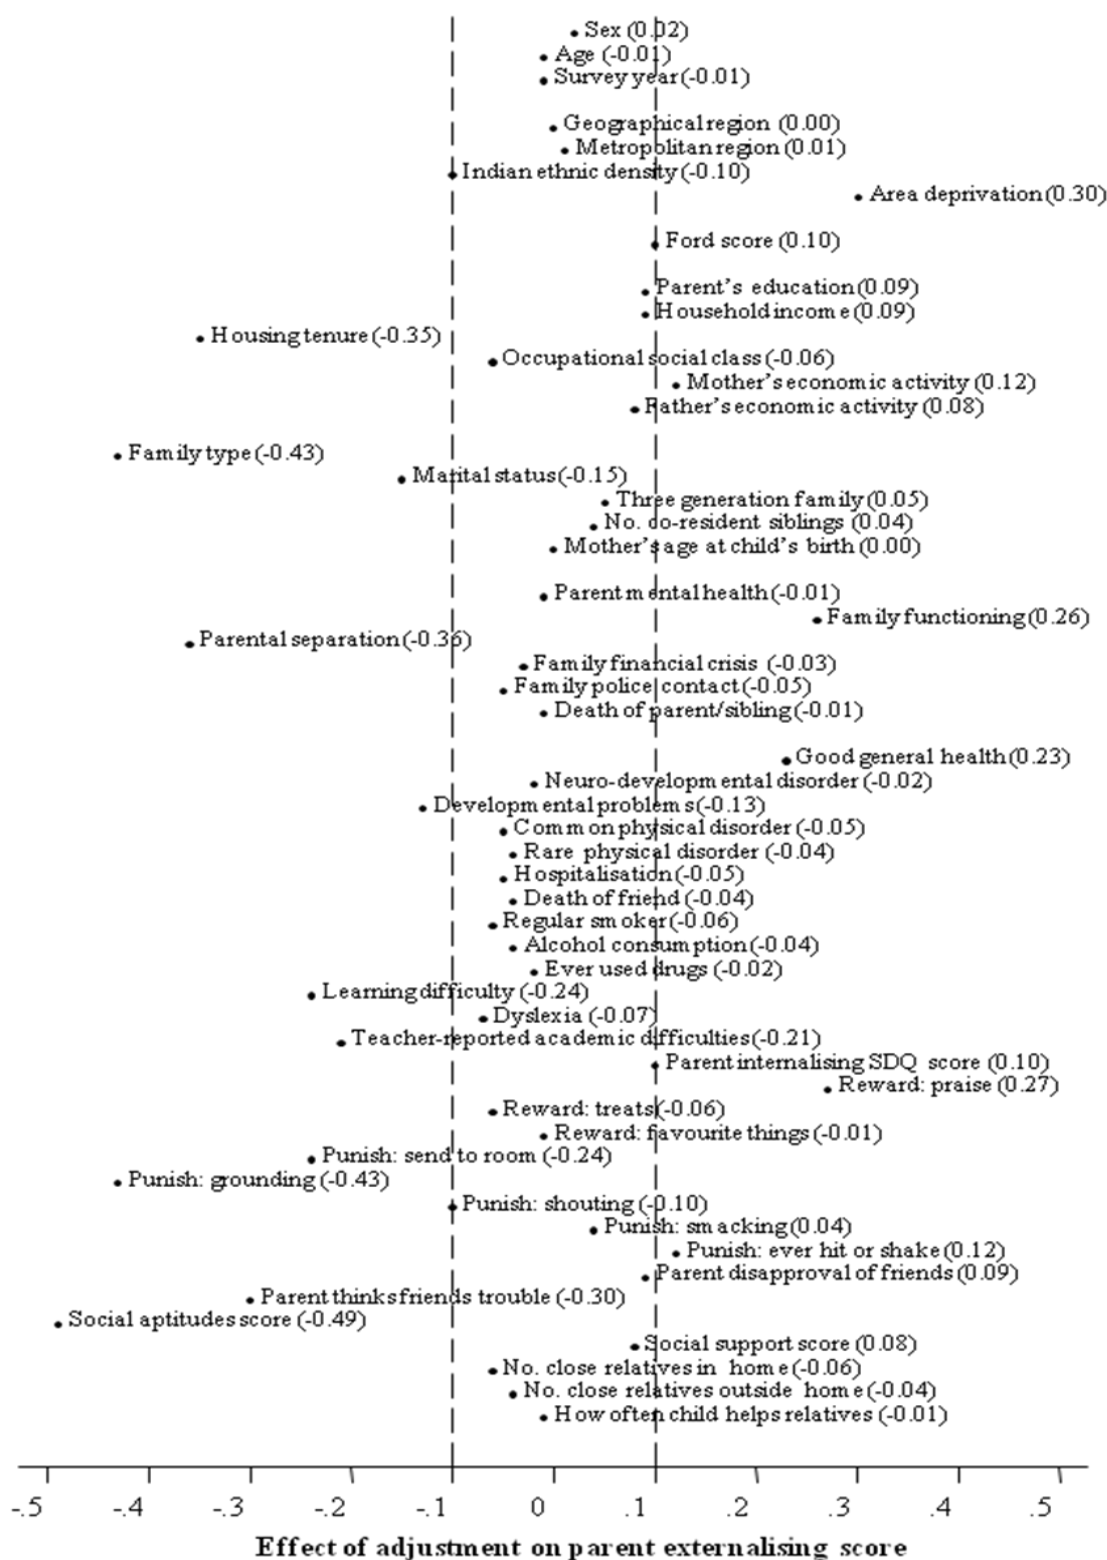 Sex (0.02)
Age (-0.01)
Survey year (-0.01)
Geographical region (0.00)
Metropolitan region (0.01)
Indian ethnic density (-0.10)
Area deprivation (0.30)
Ford score (0.10)
Parent's education (0.09)
Household income (0.09)
Housing tenure (-0.35)
Occupational social class (-0.06)
Mother's economic activity (0.12)
Father's economic activity (0.08)
Family type (-0.43)
Marital status (-0.15)
Three generation family (0.05)
No. co-resident siblings (0.04)
Mother's age at child's birth (0.00)
Parent mental health (-0.01)
Family functioning (0.26)
Parental separation (-0.36)
Family financial crisis (-0.03)
Family police contact (-0.05)
Death of parent/sibling (-0.01)
Good general health (0.23)
Neuro-developmental disorder (-0.02)
Developmental problems (-0.13)
Common physical disorder (-0.05)
Rare physical disorder (-0.04)
Hospitalisation (-0.05)
Death of friend (-0.04)
Regular smoker (-0.06)
Alcohol consumption (-0.04)
Ever used drugs (-0.02)
Learning difficulty (-0.24)
Dyslexia (-0.07)
Teacher-reported academic difficulties (-0.21)
Parent internalising SDQ score (0.10)
Reward: praise (0.27)
Reward: treats (-0.06)
Reward: favourite things (-0.01)
Punish: send to room (-0.24)
Punish: grounding (-0.43)
Punish: shouting (-0.10)
Punish: smacking (0.04)
Punish: ever hit or shake (0.12)
Parent disapproval of friends (0.09)
Parent thinks friends trouble (-0.30)
Social aptitudes score (-0.49)
Social support score (0.08)
No. close relatives in home (-0.06)
No. close relatives outside home (-0.04)
How often child helps relatives (-0.01)
-.5 -.4 -.3 -.2 -.1 0 .1 .2 .3 .4 .5
Effect of adjustment on parent externalising score